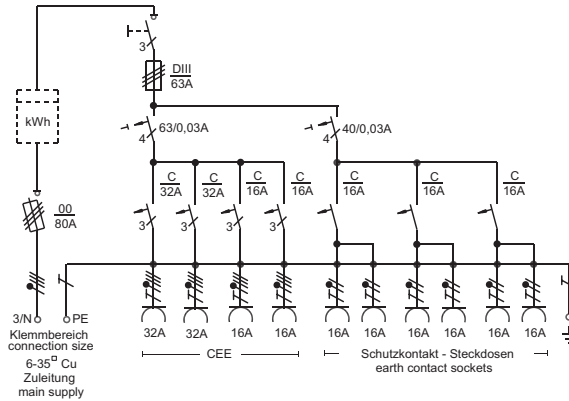 3
DIII
63A
kWh
63/0,03A
4
40/0,03A
4
C
32A
C
32A
C
16A
C
16A
C
16A
C
16A
C
16A
00
80A
3
3
3
3
3/N
PE
32A
32A
16A
16A
16A
16A
16A
16A
16A
16A
Klemmbereich
connection size
6-35□ Cu
Zuleitung
main supply
CEE
Schutzkontakt - Steckdosen
earth contact sockets